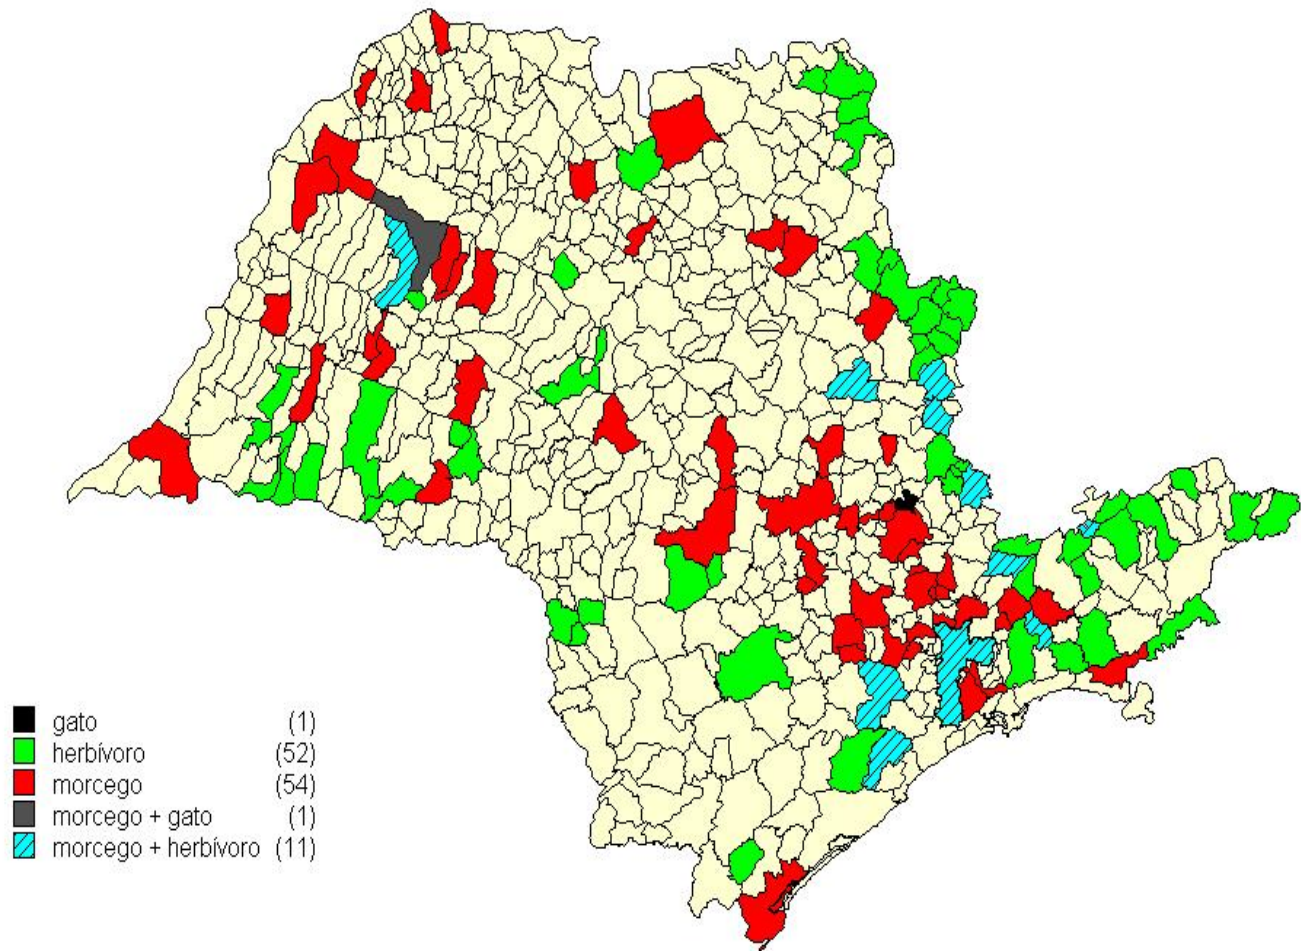 gato (1)
herbívoro (52)
morcego (54)
morcego + gato (1)
morcego + herbívoro (11)